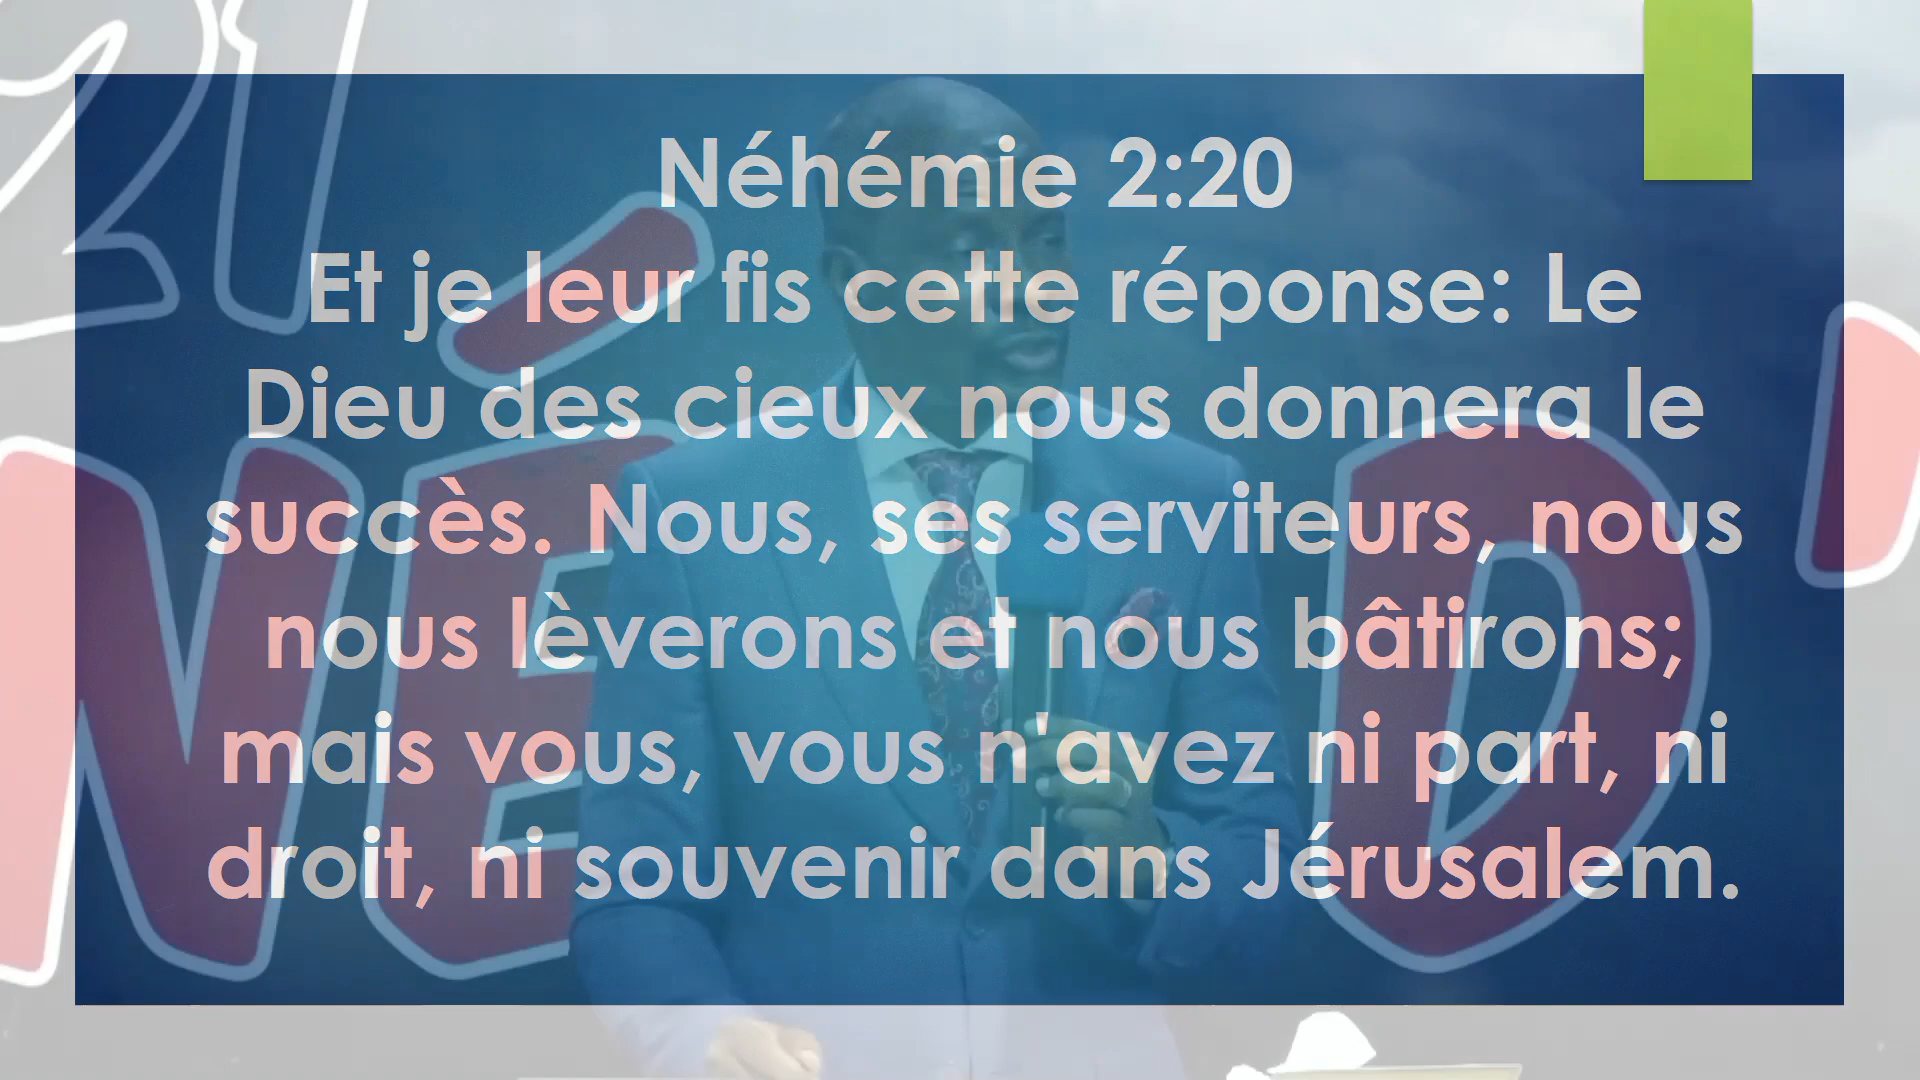 21
NÉ D'
Néhémie 2:20
Et je leur fis cette réponse: Le
Dieu des cieux nous donnera le
succès. Nous, ses serviteurs, nous
nous lèverons et nous bâtirons;
mais vous, vous n'avez ni part, ni
droit, ni souvenir dans Jérusalem.